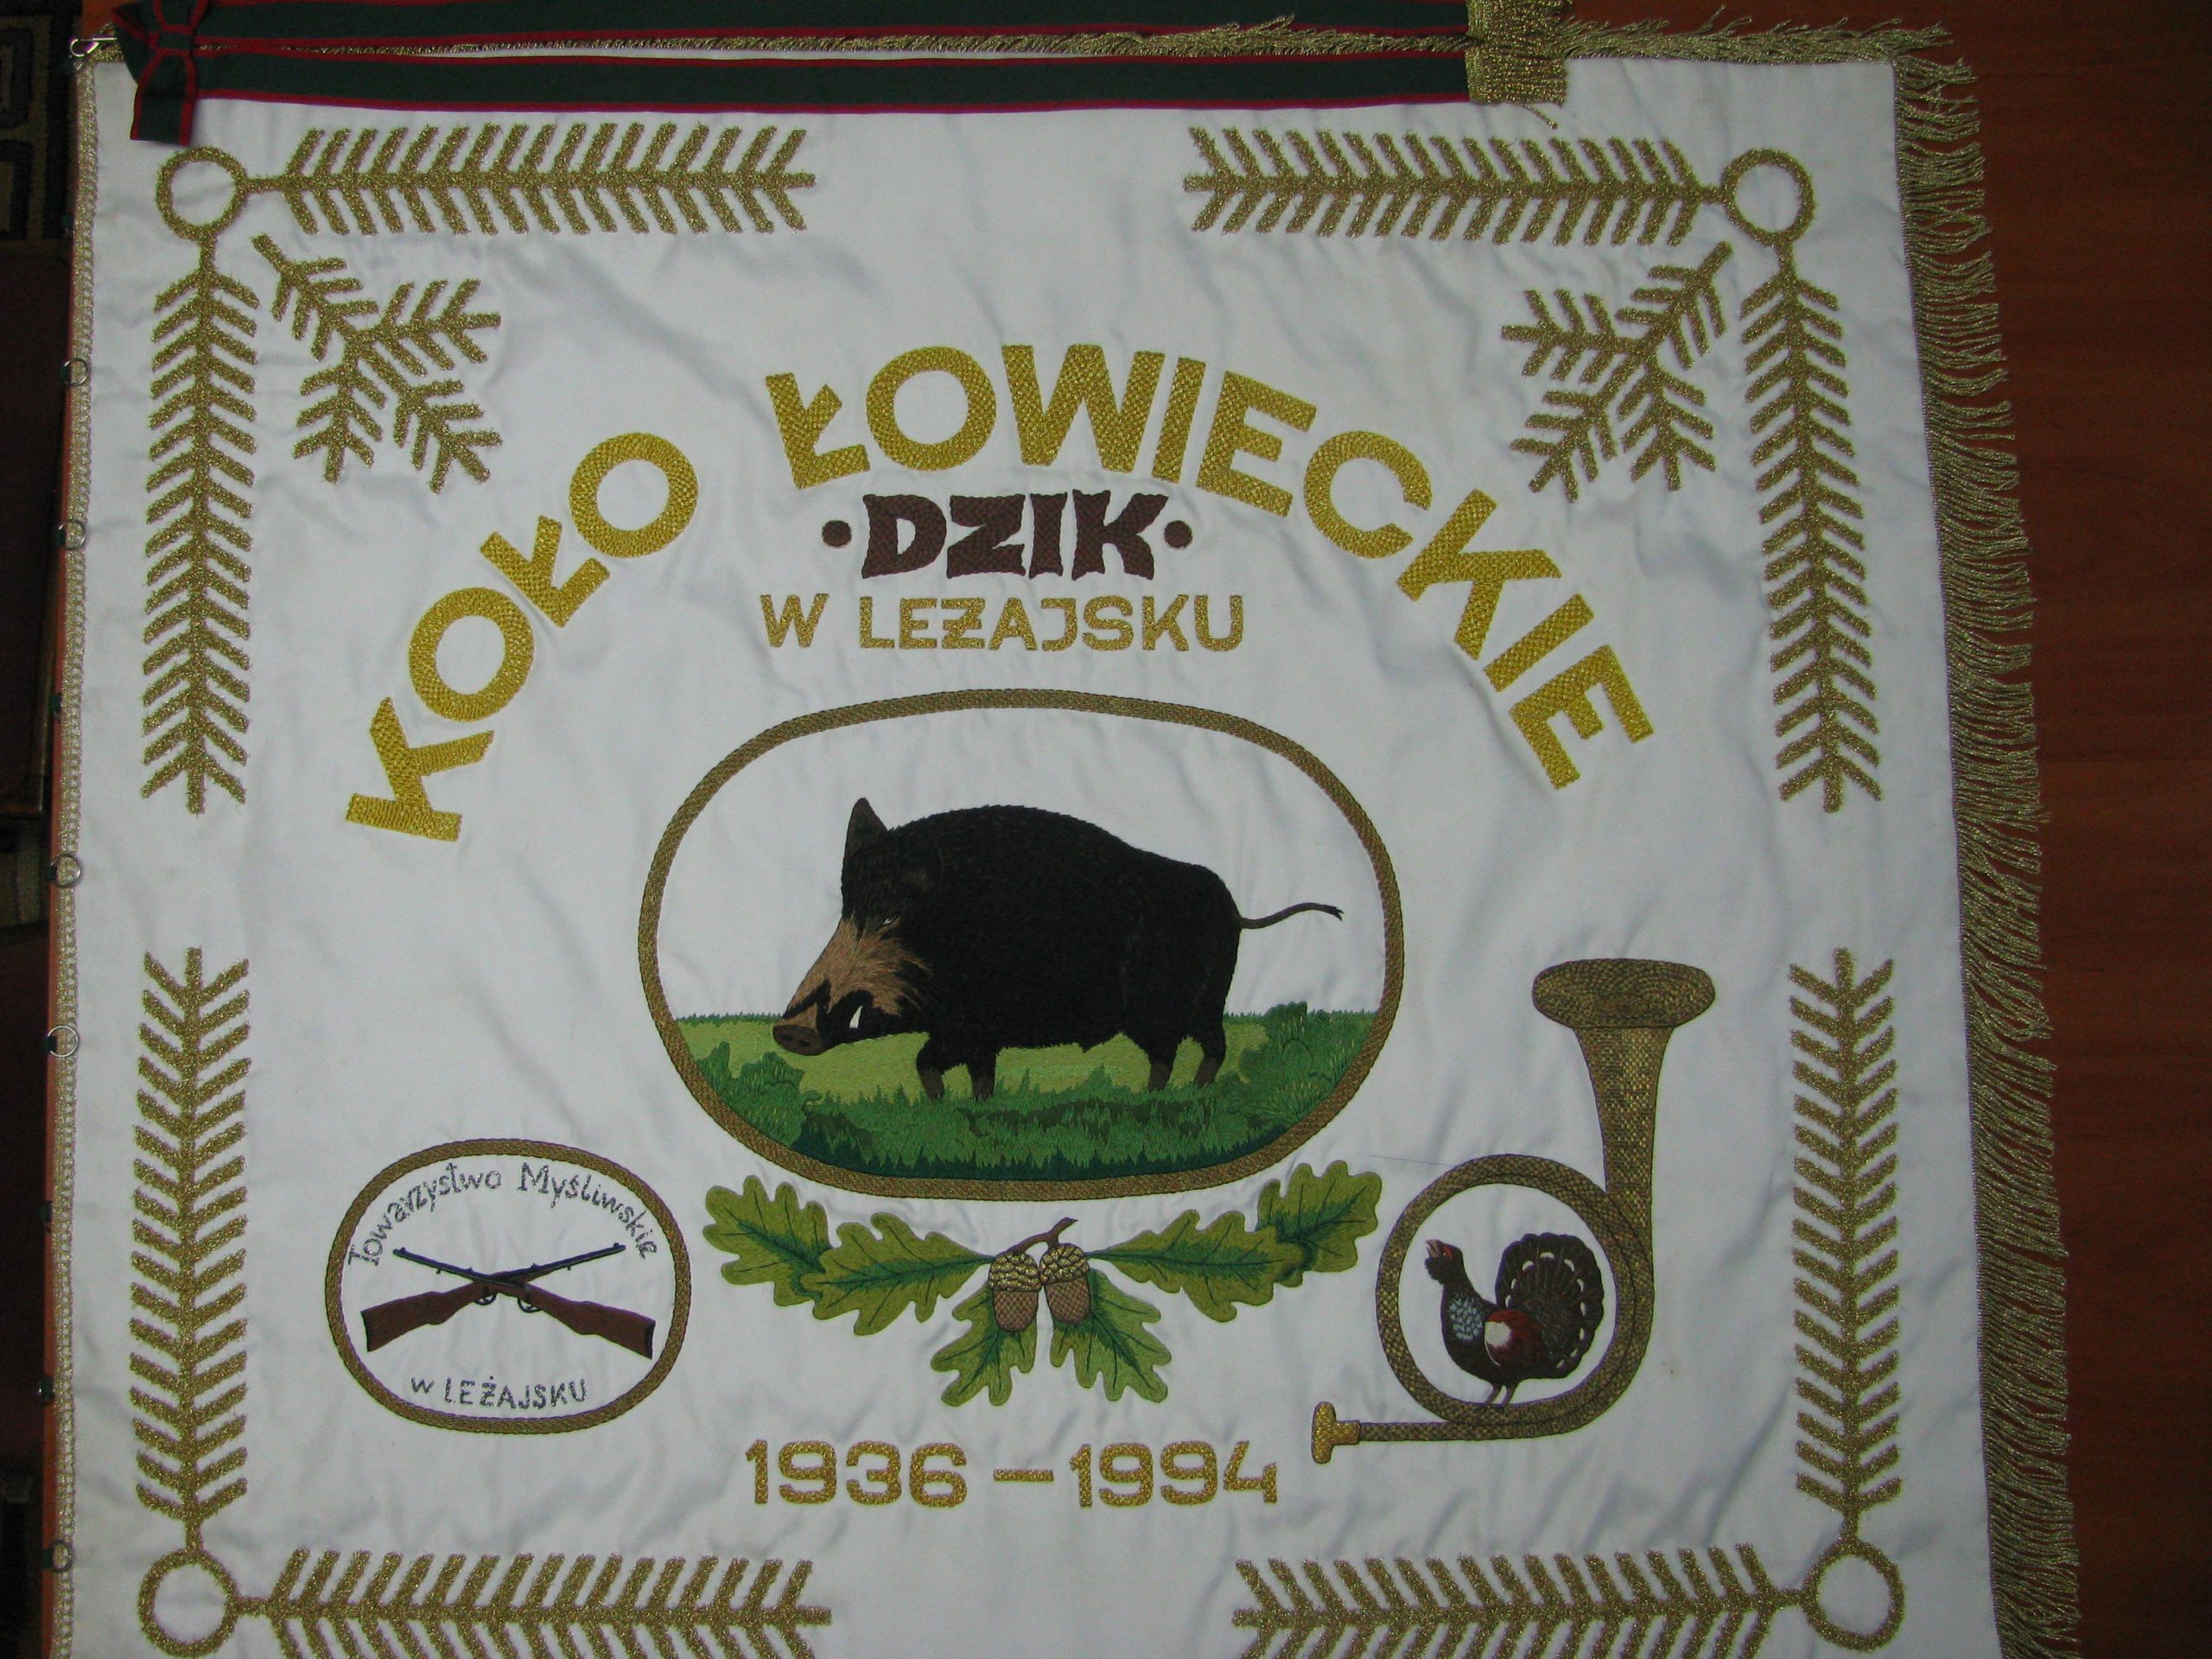 KOŁO ŁOWIECKIE
•DZIK•
W LEŻAJSKU
Towarzystwo Myśliwskie
w LEŻAJSKU
1936 – 1994